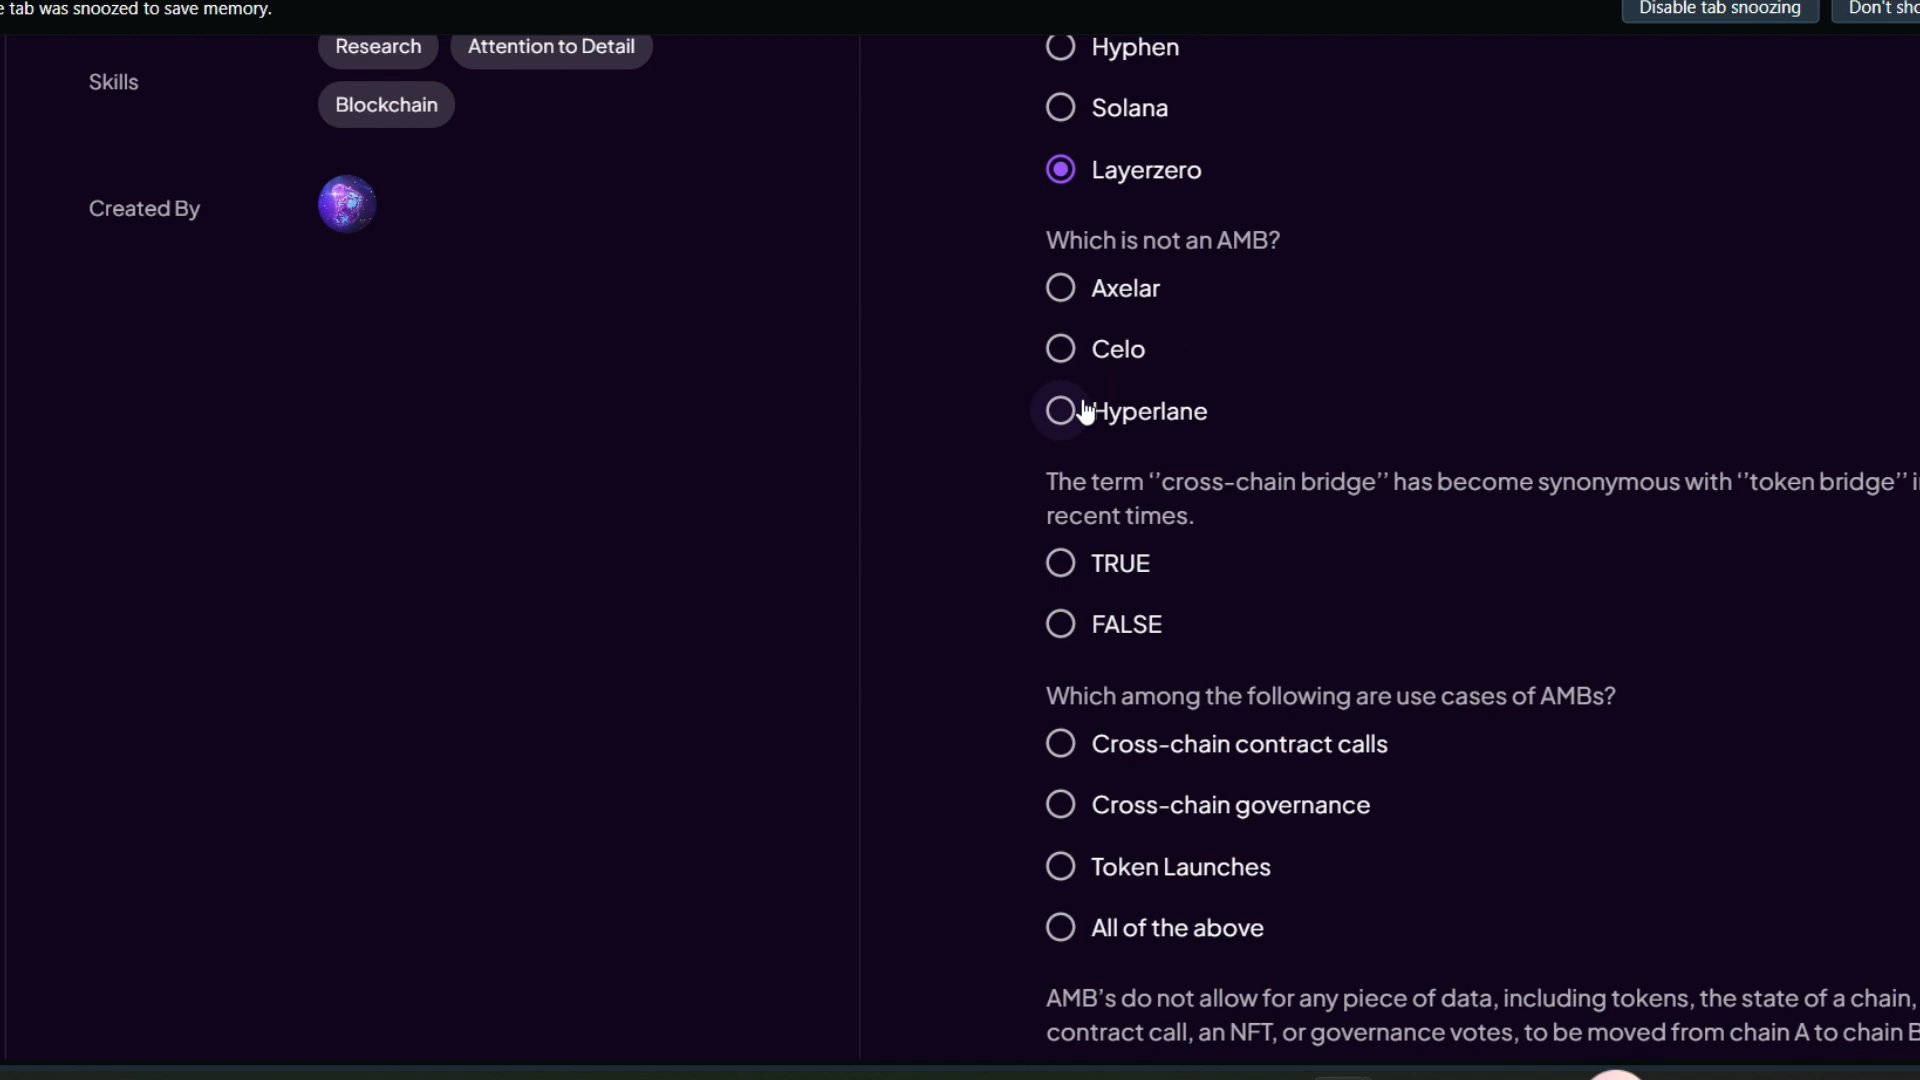 e tab was snoozed to save memory.
Disable tab snoozing
Don't sho
Research
Attention to Detail
Skills
Blockchain
Created By
Hyphen
Solana
Layerzero
Which is not an AMB?
Axelar
Celo
Hyperlane
The term ‘’cross-chain bridge’’ has become synonymous with ‘’token bridge’’ i
recent times.
TRUE
FALSE
Which among the following are use cases of AMBs?
Cross-chain contract calls
Cross-chain governance
Token Launches
All of the above
AMB’s do not allow for any piece of data, including tokens, the state of a chain,
contract call, an NFT, or governance votes, to be moved from chain A to chain B